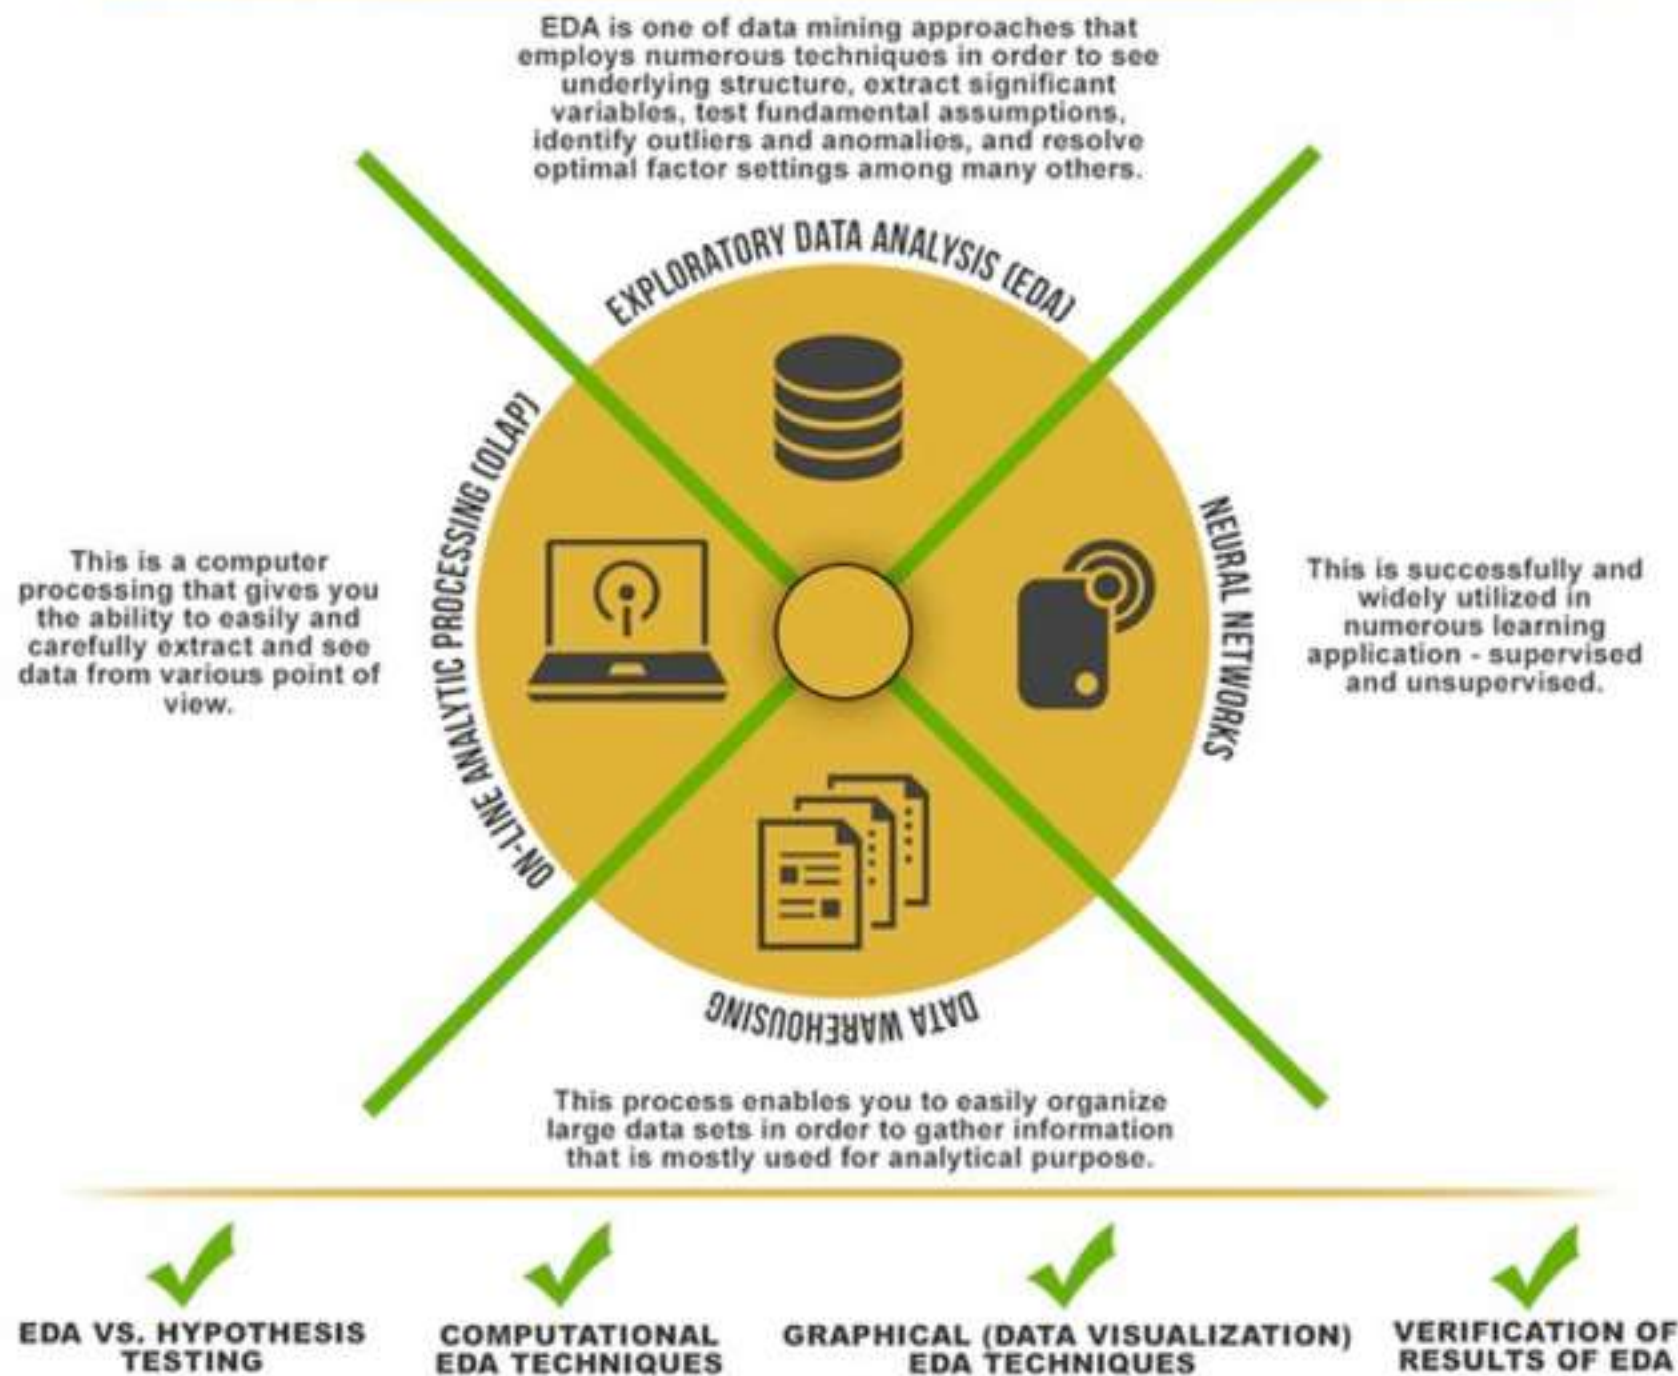 EDA is one of data mining approaches that
employs numerous techniques in order to see
underlying structure, extract significant
variables, test fundamental assumptions,
identify outliers and anomalies, and resolve
optimal factor settings among many others.
EXPLORATORY DATA ANALYSIS (EDA)
ON-LINE ANALYTIC PROCESSING (OLAP)
This is a computer
processing that gives you
the ability to easily and
carefully extract and see
data from various point of
view.
NEURAL NETWORKS
This is successfully and
widely utilized in
numerous learning
application - supervised
and unsupervised.
DATA WAREHOUSING
This process enables you to easily organize
large data sets in order to gather information
that is mostly used for analytical purpose.
EDA VS. HYPOTHESIS
TESTING
COMPUTATIONAL
EDA TECHNIQUES
GRAPHICAL (DATA VISUALIZATION)
EDA TECHNIQUES
VERIFICATION OF
RESULTS OF EDA